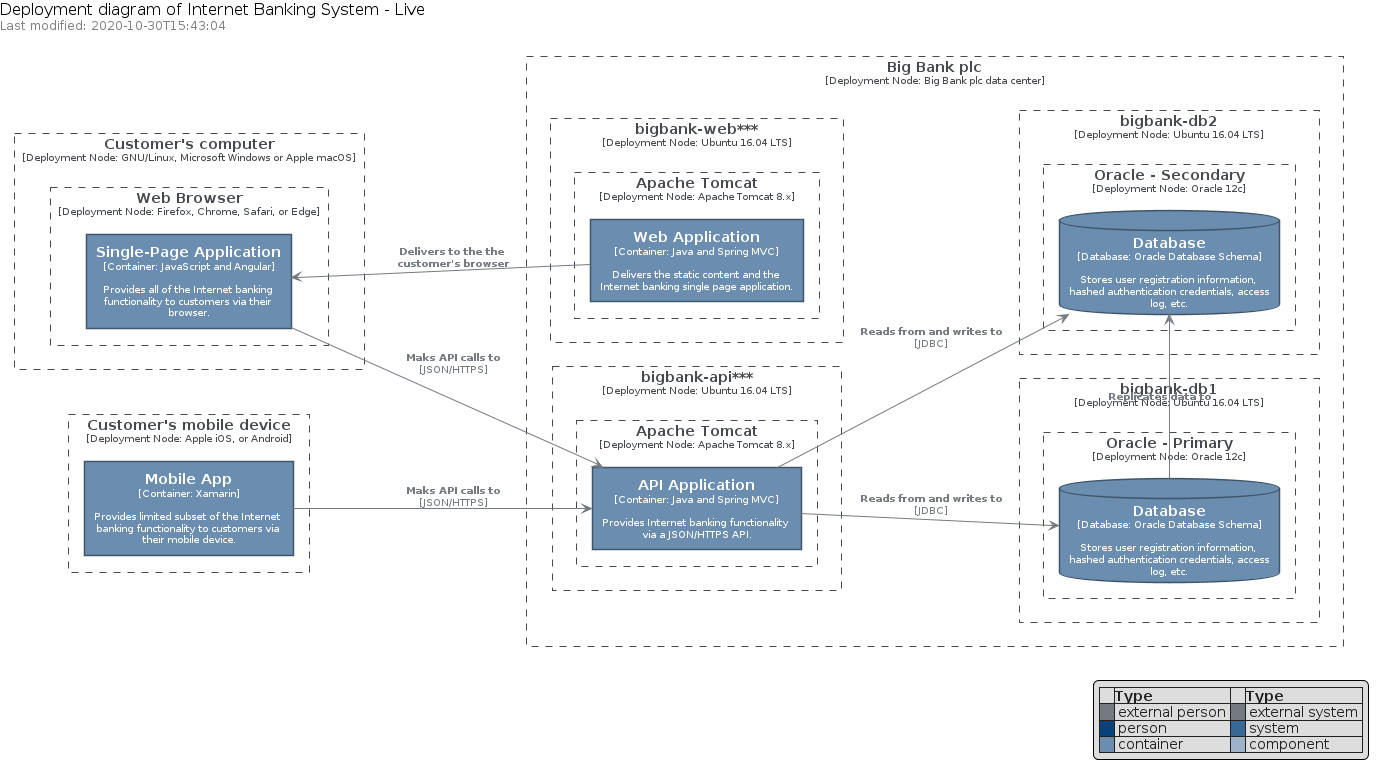 Deployment diagram of Internet Banking System - Live
Last modified: 2020-10-30T15:43:04
Big Bank plc
[Deployment Node: Big Bank plc data center]
Customer's computer
[Deployment Node: GNU/Linux, Microsoft Windows or Apple macOS]
Web Browser
[Deployment Node: Firefox, Chrome, Safari, or Edge]
Single-Page Application
[Container: JavaScript and Angular]
Provides all of the Internet banking
functionality to customers via their
browser.
Customer's mobile device
[Deployment Node: Apple iOS, or Android]
Mobile App
[Container: Xamarin]
Provides limited subset of the Internet
banking functionality to customers via
their mobile device.
Delivers to the the
customer's browser
Maks API calls to
[JSON/HTTPS]
Maks API calls to
[JSON/HTTPS]
bigbank-web***
[Deployment Node: Ubuntu 16.04 LTS]
Apache Tomcat
[Deployment Node: Apache Tomcat 8.x]
Web Application
[Container: Java and Spring MVC]
Delivers the static content and the
Internet banking single page application.
bigbank-api***
[Deployment Node: Ubuntu 16.04 LTS]
Apache Tomcat
[Deployment Node: Apache Tomcat 8.x]
API Application
[Container: Java and Spring MVC]
Provides Internet banking functionality
via a JSON/HTTPS API.
Reads from and writes to
[JDBC]
Reads from and writes to
[JDBC]
bigbank-db2
[Deployment Node: Ubuntu 16.04 LTS]
Oracle - Secondary
[Deployment Node: Oracle 12c]
Database
[Database: Oracle Database Schema]
Stores user registration information,
hashed authentication credentials, access
log, etc.
bigbank-db1
Replicates data to
[Deployment Node: Ubuntu 16.04 LTS]
Oracle - Primary
[Deployment Node: Oracle 12c]
Database
[Database: Oracle Database Schema]
Stores user registration information,
hashed authentication credentials, access
log, etc.
Type Type
external person external system
person system
container component